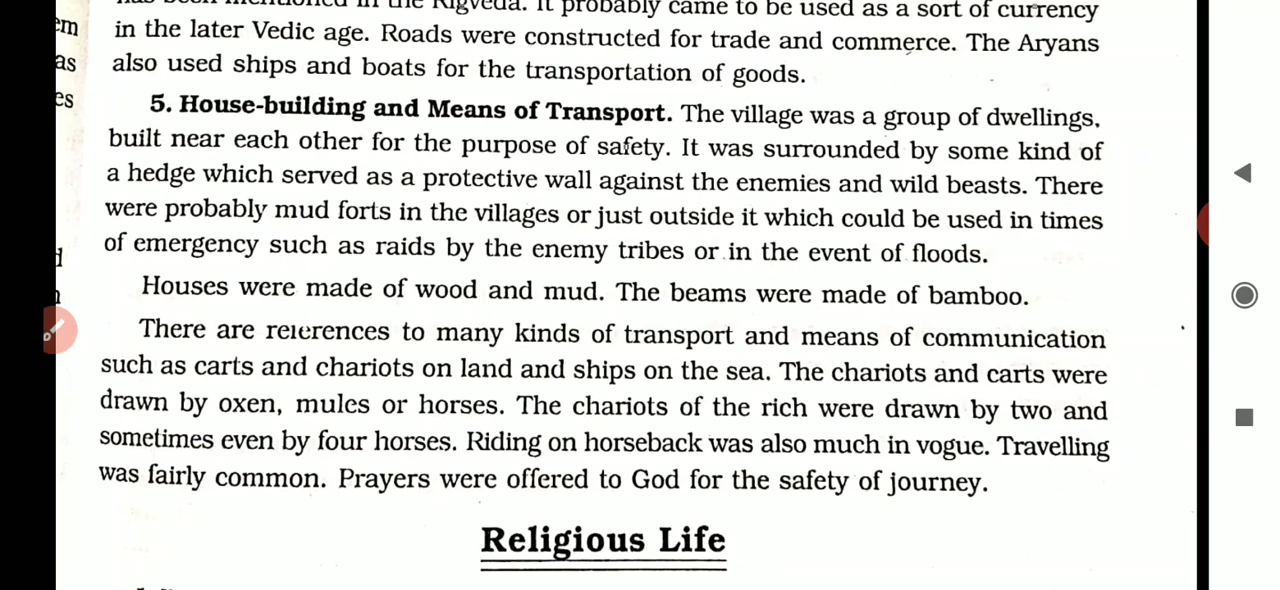 been mentioned in the Rigveda. It probably came to be used as a sort of currency
em
in the later Vedic age. Roads were constructed for trade and commerce. The Aryans
as
also used ships and boats for the transportation of goods.
es
5. House-building and Means of Transport. The village was a group of dwellings,
built near each other for the purpose of safety. It was surrounded by some kind of
a hedge which served as a protective wall against the enemies and wild beasts. There
were probably mud forts in the villages or just outside it which could be used in times
of emergency such as raids by the enemy tribes or in the event of floods.
Houses were made of wood and mud. The beams were made of bamboo.
There are references to many kinds of transport and means of communication
such as carts and chariots on land and ships on the sea. The chariots and carts were
drawn by oxen, mules or horses. The chariots of the rich were drawn by two and
sometimes even by four horses. Riding on horseback was also much in vogue. Travelling
was fairly common. Prayers were offered to God for the safety of journey.
Religious Life